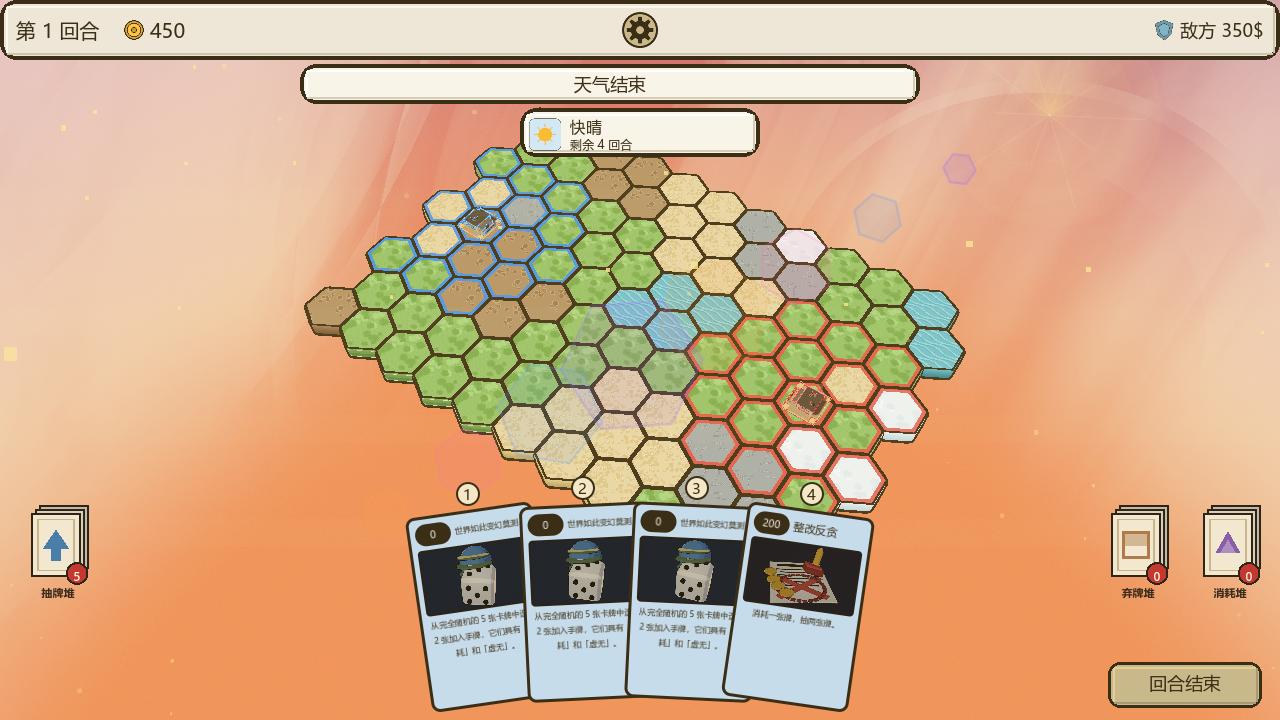 第 1 回合
450
敌方 350$
天气结束
快晴
剩余 4 回合
1
2
3
4
0
世界如此变幻莫测
从完全随机的 5 张卡牌中
2 张加入手牌，它们具有
耗」和「虚无」。
0
世界如此变幻莫测
从完全随机的 5 张卡牌中
2 张加入手牌，它们具有
耗」和「虚无」。
0
世界如此变幻莫测
从完全随机的 5 张卡牌中
2 张加入手牌，它们具有
耗」和「虚无」。
200
整改反贪
消耗一张牌，抽两张牌。
5
抽牌堆
0
弃牌堆
0
消耗堆
回合结束